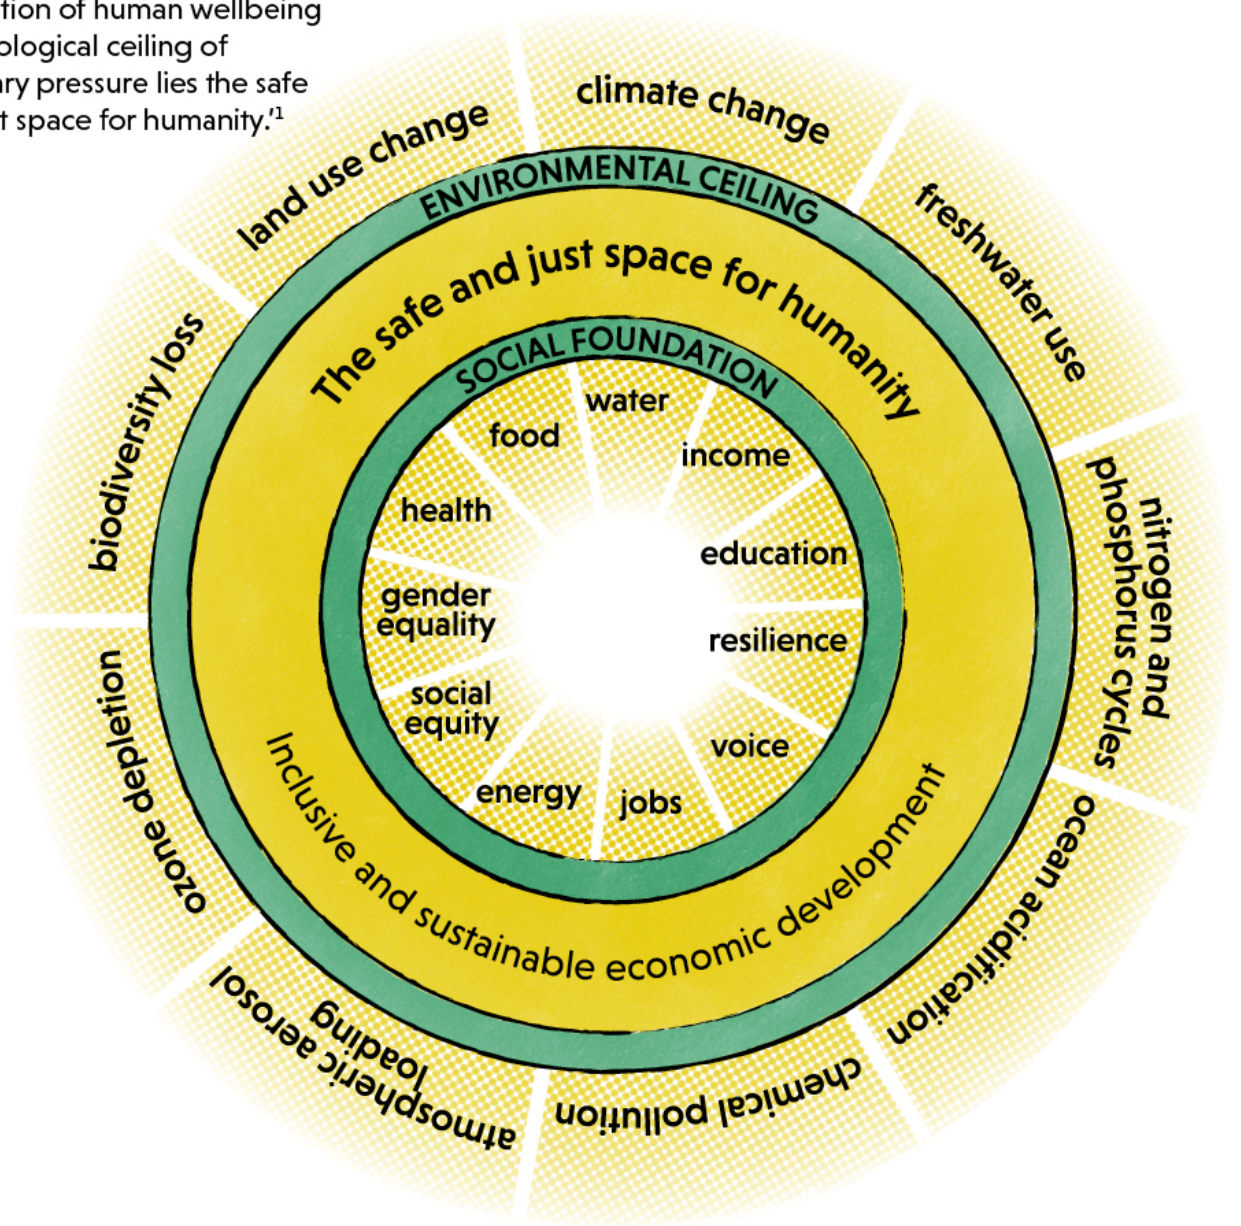 tion of human wellbeing
ological ceiling of
ary pressure lies the safe
t space for humanity.'1
climate change
freshwater use
nitrogen and
phosphorus cycles
ocean acidification
chemical pollution
atmospheric aerosol
loading
ozone depletion
biodiversity loss
land use change
ENVIRONMENTAL CEILING
The safe and just space for humanity
SOCIAL FOUNDATION
water
income
education
resilience
voice
jobs
energy
social
equity
gender
equality
health
food
Inclusive and sustainable economic development